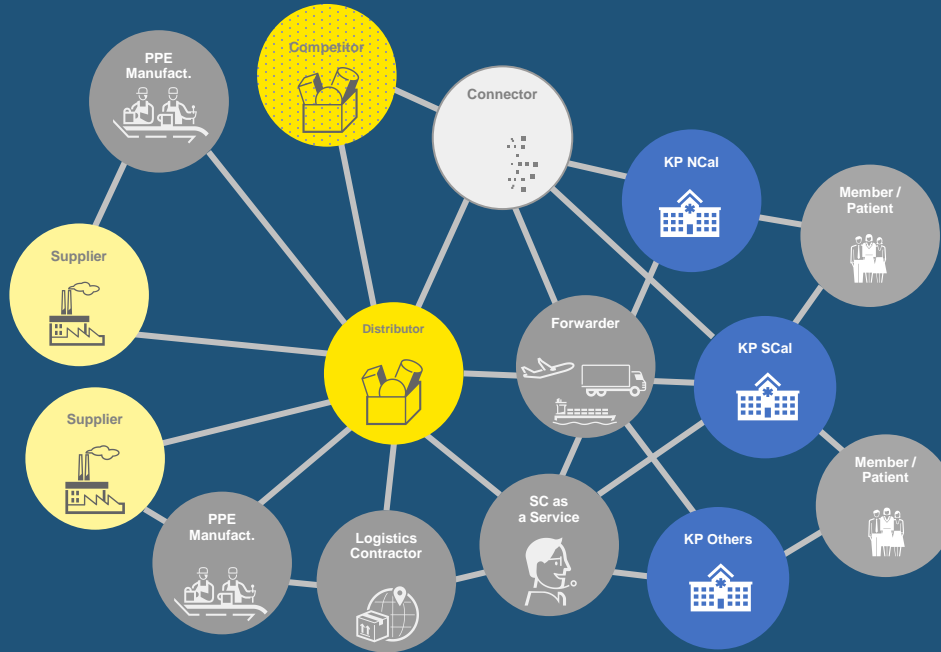 Competitor
PPE
Manufact.
Connector
KP NCal
Member /
Patient
Supplier
Distributor
Forwarder
KP SCal
Supplier
Member /
Patient
SC as
a Service
PPE
Manufact.
Logistics
Contractor
KP Others